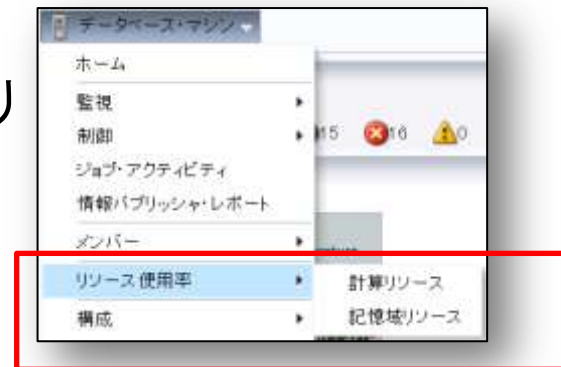 り
データベース・マシン
ホーム
監視
制御
15 16 0
ジョブ・アクティビティ
情報パブリッシャ・レポート
メンバー
リソース使用率
計算リソース
構成
記憶域リソース